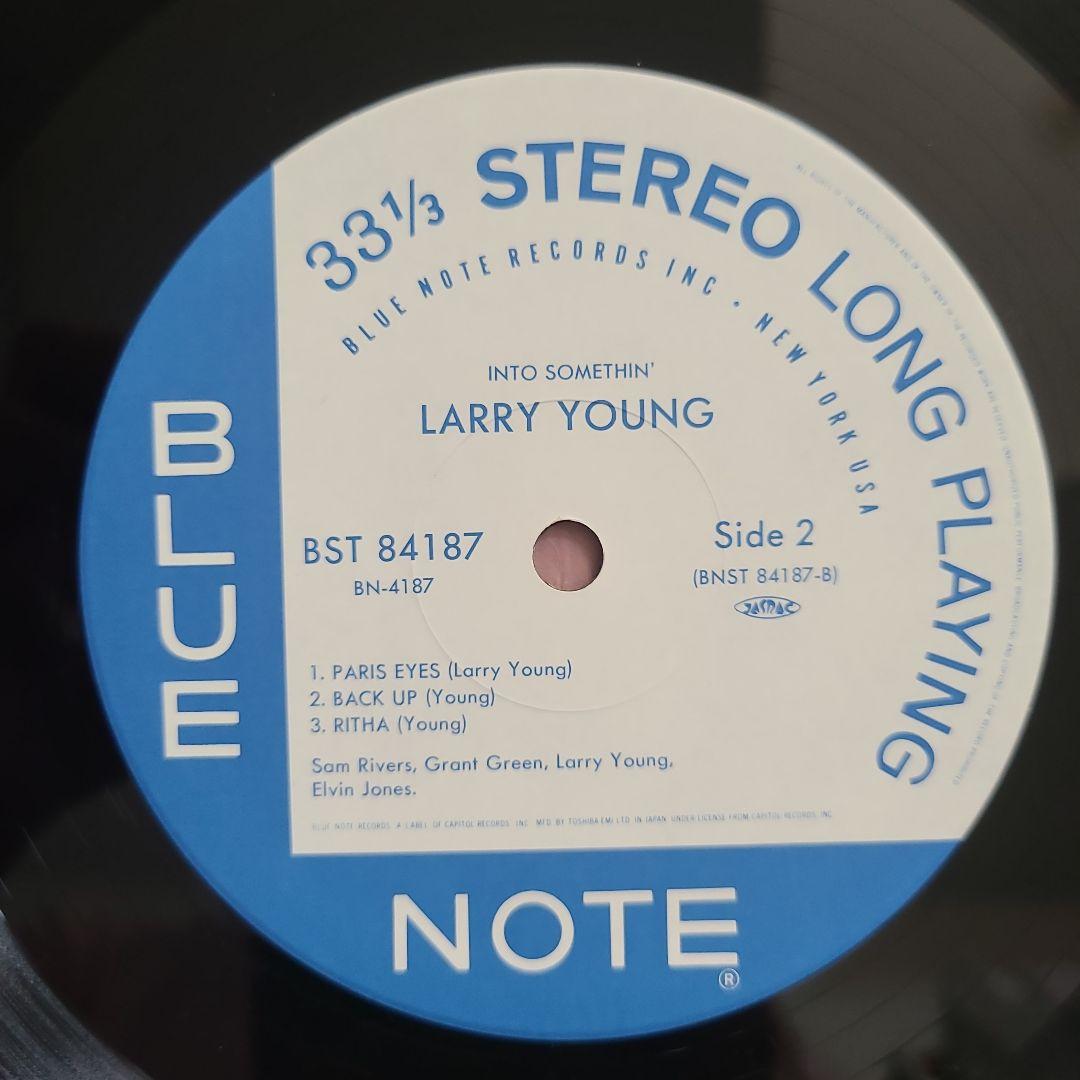 33⅓ STEREO LONG PLAYING
BLUE NOTE RECORDS INC • NEW YORK USA
INTO SOMETHIN'
LARRY YOUNG
BST 84187
BN-4187
Side 2
(BNST 84187-B)
JASRAC
1. PARIS EYES (Larry Young)
2. BACK UP (Young)
3. RITHA (Young)
Sam Rivers, Grant Green, Larry Young,
Elvin Jones.
BLUE NOTE RECORDS. A LABEL OF CAPITOL RECORDS. INC. MFD. BY TOSHIBA EMI LTD. IN JAPAN. UNDER LICENSE FROM CAPITOL RECORDS, INC.
BLUE
NOTE®